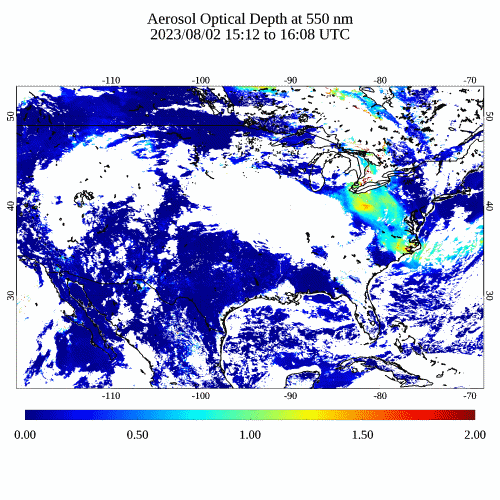 Aerosol Optical Depth at 550 nm
2023/08/02 15:12 to 16:08 UTC
-110 -100 -90 -80 -70
50 50
40 40
30 30
-110 -100 -90 -80 -70
0.00 0.50 1.00 1.50 2.00